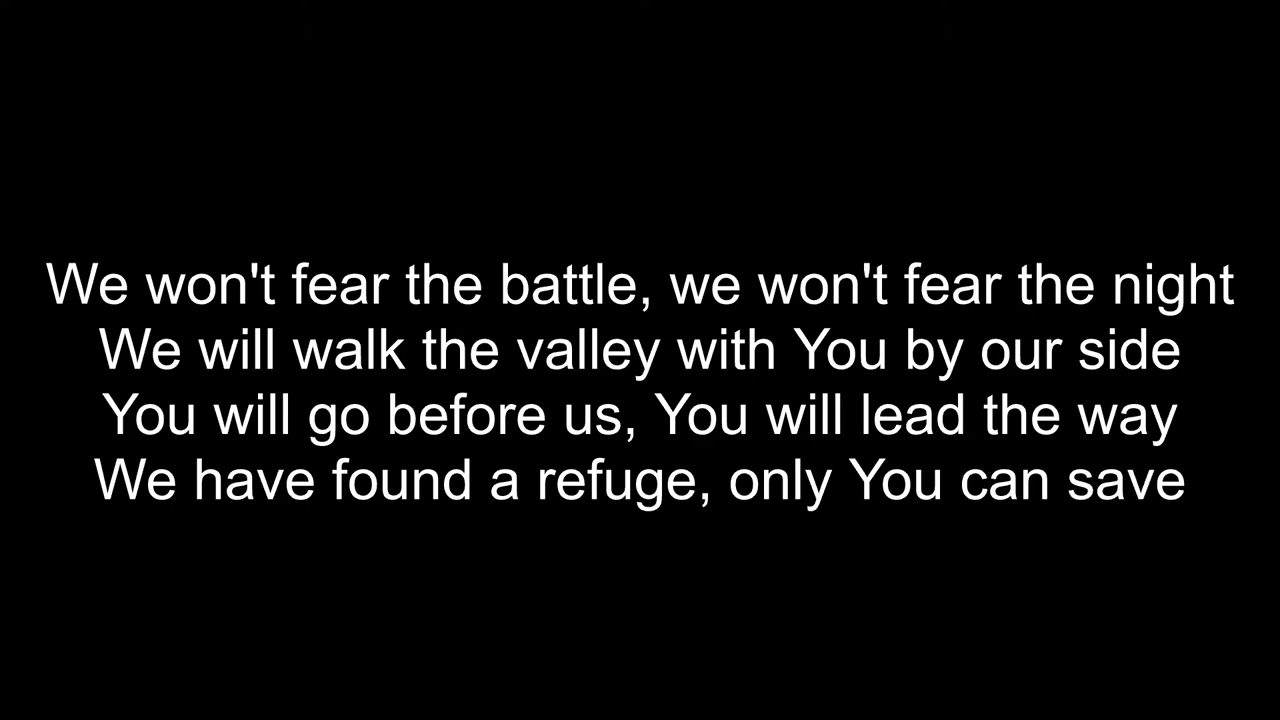 We won't fear the battle, we won't fear the night
We will walk the valley with You by our side
You will go before us, You will lead the way
We have found a refuge, only You can save